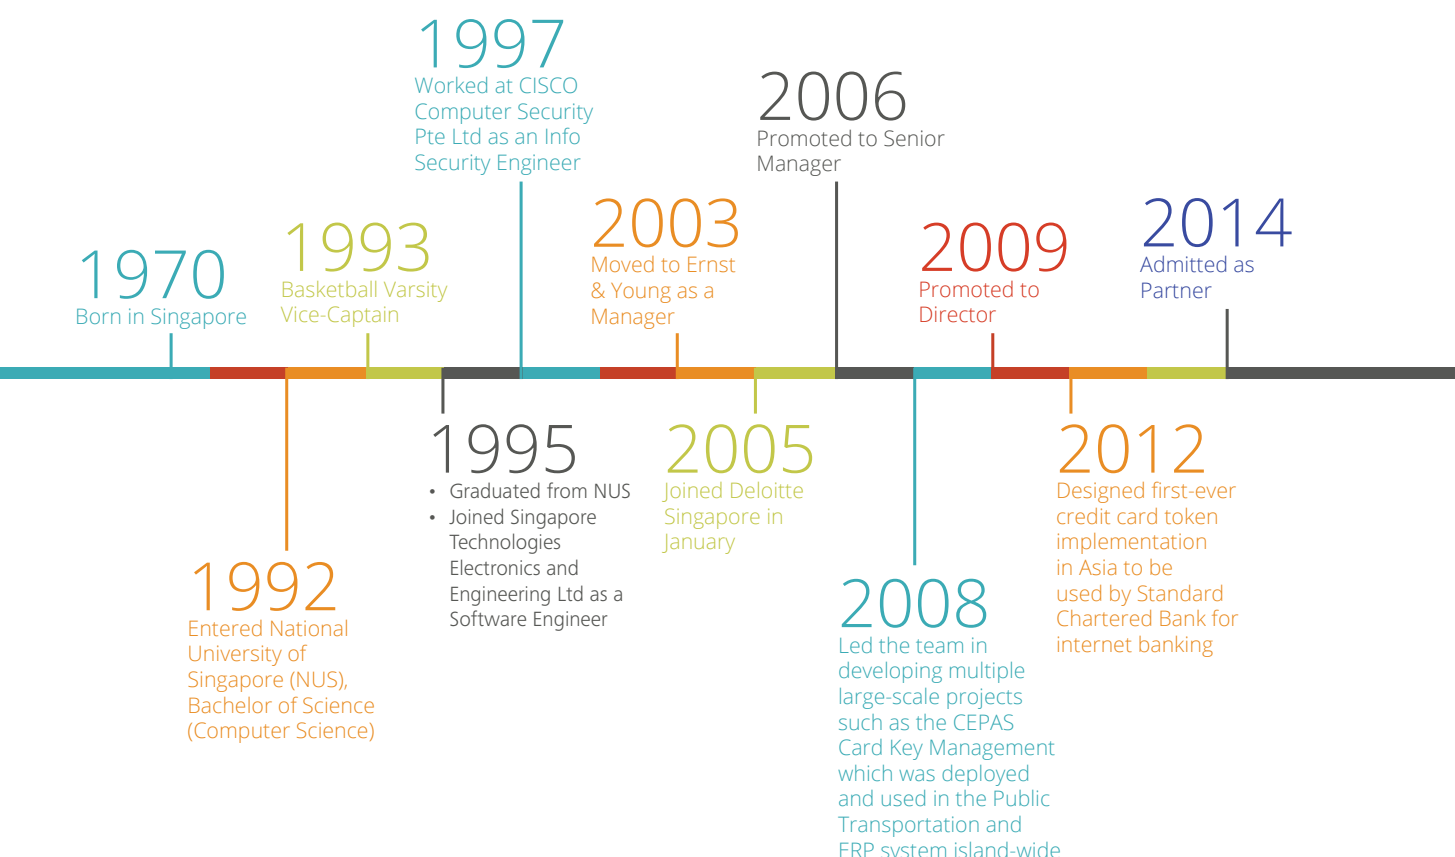 1970
Born in Singapore
1992
Entered National
University of
Singapore (NUS),
Bachelor of Science
(Computer Science)
1993
Basketball Varsity
Vice-Captain
1995
• Graduated from NUS
• Joined Singapore
Technologies
Electronics and
Engineering Ltd as a
Software Engineer
1997
Worked at CISCO
Computer Security
Pte Ltd as an Info
Security Engineer
2003
Moved to Ernst
& Young as a
Manager
2005
Joined Deloitte
Singapore in
January
2006
Promoted to Senior
Manager
2008
Led the team in
developing multiple
large-scale projects
such as the CEPAS
Card Key Management
which was deployed
and used in the Public
Transportation and
ERP system island-wide
2009
Promoted to
Director
2012
Designed first-ever
credit card token
implementation
in Asia to be
used by Standard
Chartered Bank for
internet banking
2014
Admitted as
Partner